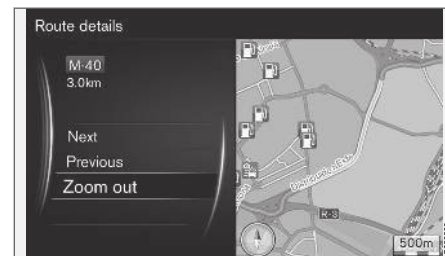 Route details
M-40
3.0km
Next
Previous
Zoom out
R-3
500m